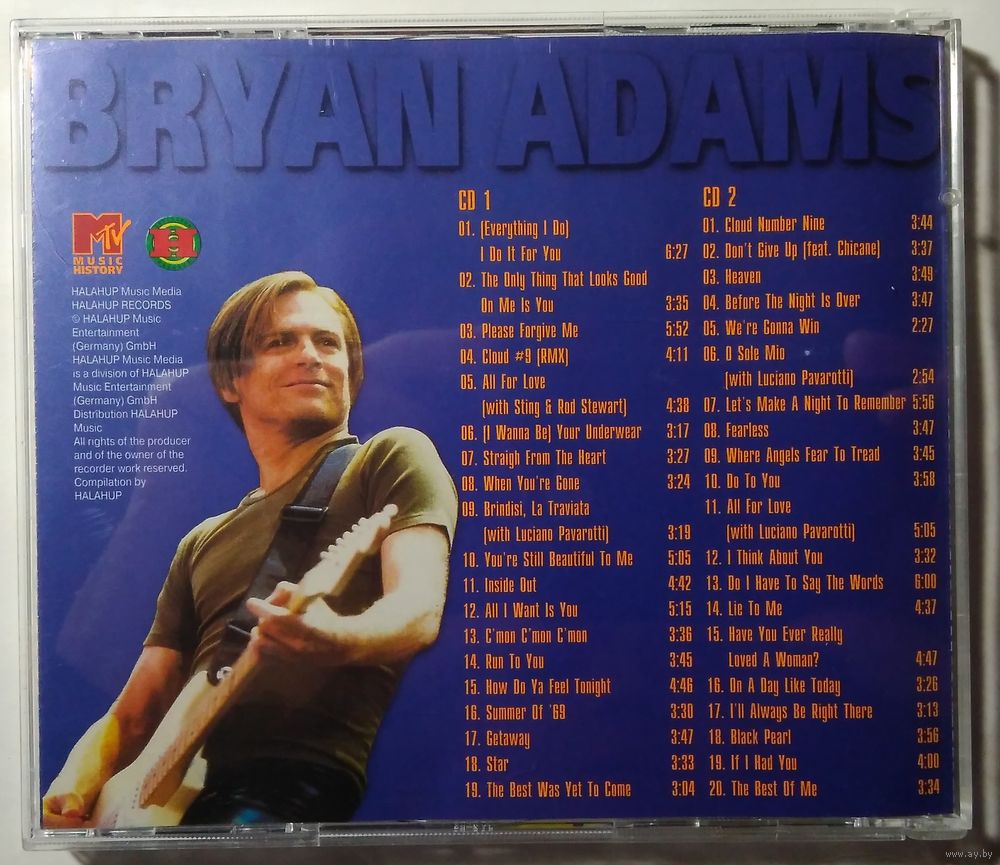 BRYAN ADAMS
MTV
MUSIC
HISTORY
H
HALAHUP Music Media
HALAHUP RECORDS
© HALAHUP Music
Entertainment
(Germany) GmbH
HALAHUP Music Media
is a division of HALAHUP
Music Entertainment
(Germany) GmbH
Distribution HALAHUP
Music
All rights of the producer
and of the owner of the
recorder work reserved.
Compilation by
HALAHUP
CD 1
01. (Everything I Do)
I Do It For You 6:27
02. The Only Thing That Looks Good
On Me Is You 3:35
03. Please Forgive Me 5:52
04. Cloud #9 (RMX) 4:11
05. All For Love
(with Sting & Rod Stewart) 4:38
06. (I Wanna Be) Your Underwear 3:17
07. Straigh From The Heart 3:27
08. When You're Gone 3:24
09. Brindisi, La Traviata
(with Luciano Pavarotti) 3:19
10. You're Still Beautiful To Me 5:05
11. Inside Out 4:42
12. All I Want Is You 5:15
13. C'mon C'mon C'mon 3:36
14. Run To You 3:45
15. How Do Ya Feel Tonight 4:46
16. Summer Of '69 3:30
17. Getaway 3:47
18. Star 3:33
19. The Best Was Yet To Come 3:04
CD 2
01. Cloud Number Nine 3:44
02. Don't Give Up (feat. Chicane) 3:37
03. Heaven 3:49
04. Before The Night Is Over 3:47
05. We're Gonna Win 2:27
06. O Sole Mio
(with Luciano Pavarotti) 2:54
07. Let's Make A Night To Remember 5:56
08. Fearless 3:47
09. Where Angels Fear To Tread 3:45
10. Do To You 3:58
11. All For Love
(with Luciano Pavarotti) 5:05
12. I Think About You 3:32
13. Do I Have To Say The Words 6:00
14. Lie To Me 4:37
15. Have You Ever Really
Loved A Woman? 4:47
16. On A Day Like Today 3:26
17. I'll Always Be Right There 3:13
18. Black Pearl 3:56
19. If I Had You 4:00
20. The Best Of Me 3:34
www.ay.by